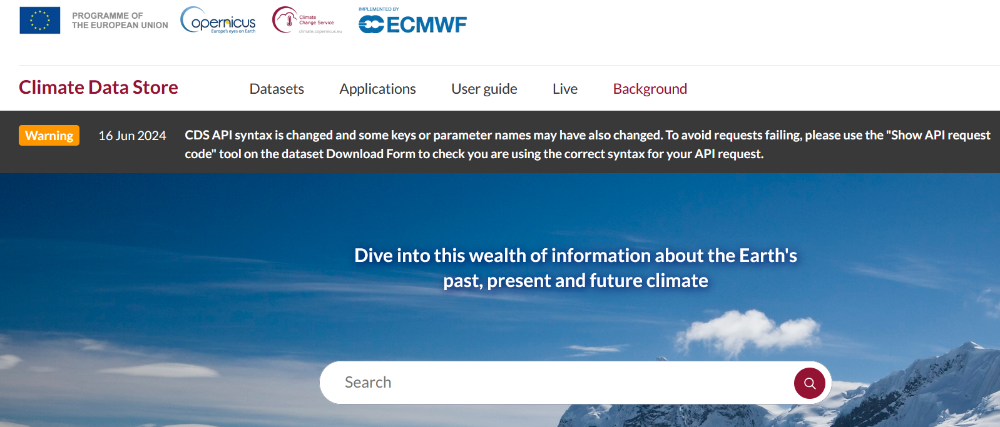 PROGRAMME OF
THE EUROPEAN UNION
opernicus
Europe's eyes on Earth
Climate
Change Service
climate.copernicus.eu
IMPLEMENTED BY
ECMWF
Climate Data Store
Datasets
Applications
User guide
Live
Background
Warning
16 Jun 2024
CDS API syntax is changed and some keys or parameter names may have also changed. To avoid requests failing, please use the "Show API request
code" tool on the dataset Download Form to check you are using the correct syntax for your API request.
Dive into this wealth of information about the Earth's
past, present and future climate
Search